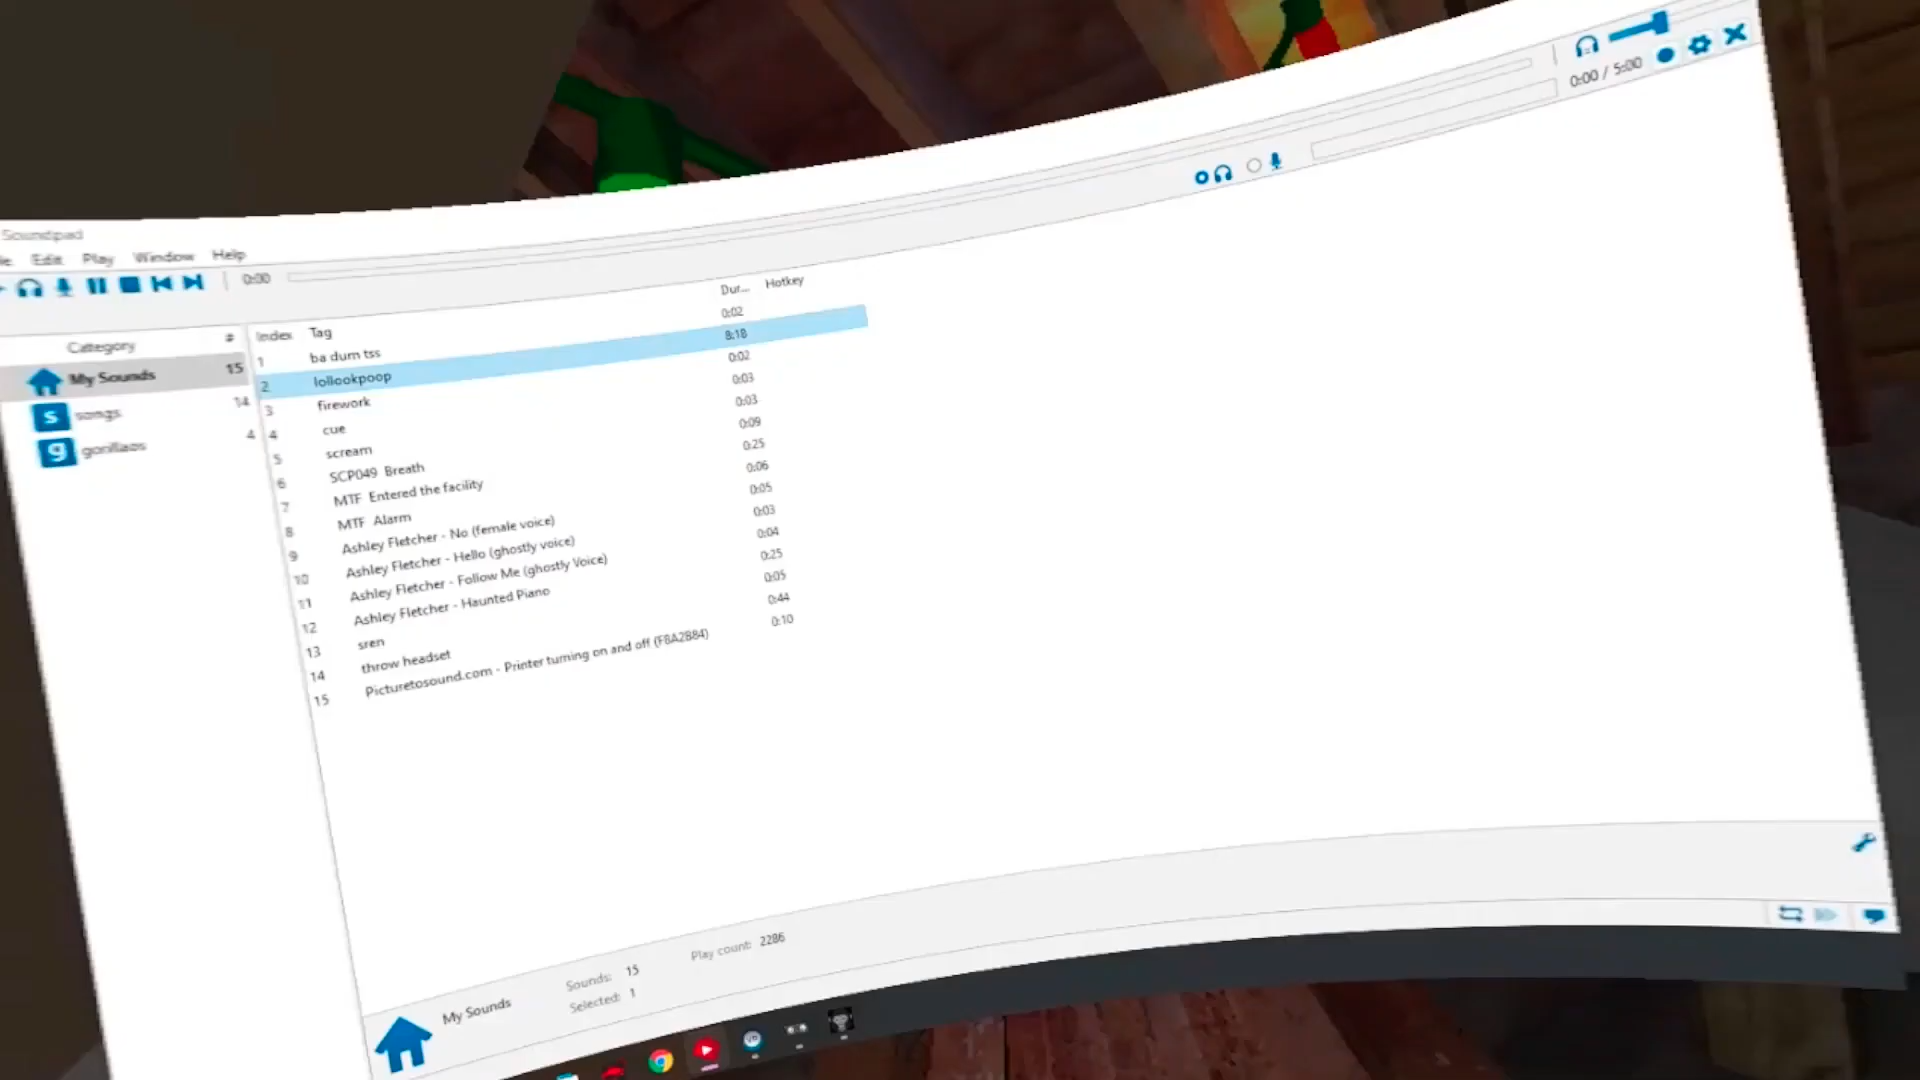 Soundpad
Edit Play Window Help
0:00
0:00 / 5:00
Category #
My Sounds 15
songs 14
gorillaos 4
Index Tag Dur... Hotkey
1 ba dum tss 0:02
2 lollookpoop 8:18
3 firework 0:02
4 cue 0:03
5 scream 0:03
6 SCP049 Breath 0:09
7 MTF Entered the facility 0:25
8 MTF Alarm 0:06
9 Ashley Fletcher - No (female voice) 0:05
10 Ashley Fletcher - Hello (ghostly voice) 0:03
11 Ashley Fletcher - Follow Me (ghostly Voice) 0:04
12 Ashley Fletcher - Haunted Piano 0:25
13 sren 0:05
14 throw headset 0:44
15 Picturetosound.com - Printer turning on and off (F8A2B84) 0:10
My Sounds
Sounds: 15
Selected: 1
Play count: 2286